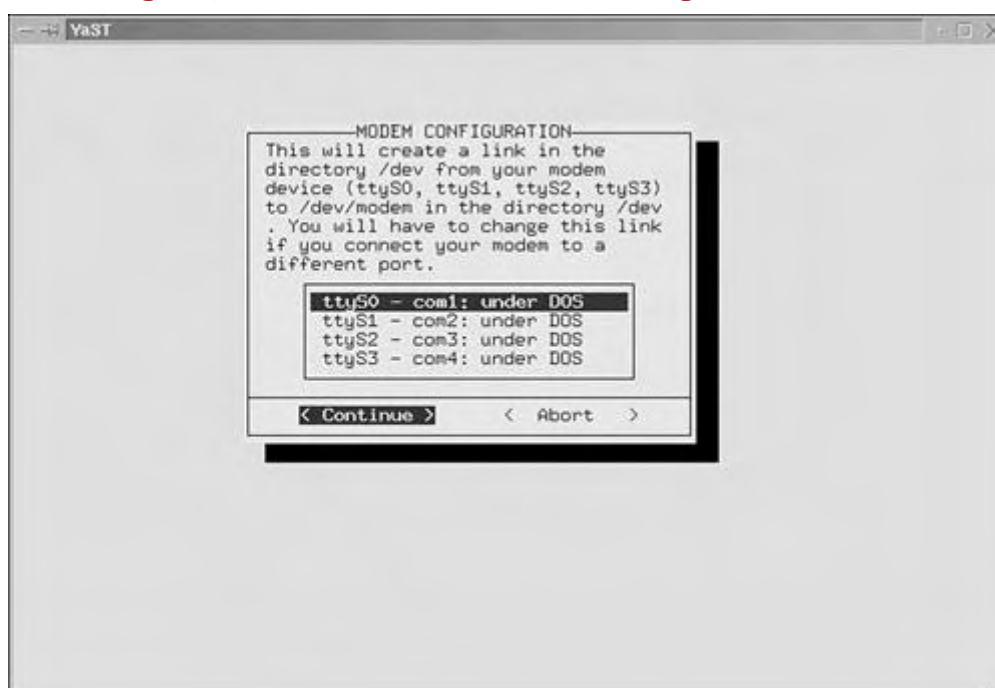 YaST
MODEM CONFIGURATION
This will create a link in the
directory /dev from your modem
device (ttyS0, ttyS1, ttyS2, ttyS3)
to /dev/modem in the directory /dev
. You will have to change this link
if you connect your modem to a
different port.
ttyS0 - com1: under DOS
ttyS1 - com2: under DOS
ttyS2 - com3: under DOS
ttyS3 - com4: under DOS
< Continue > < Abort >